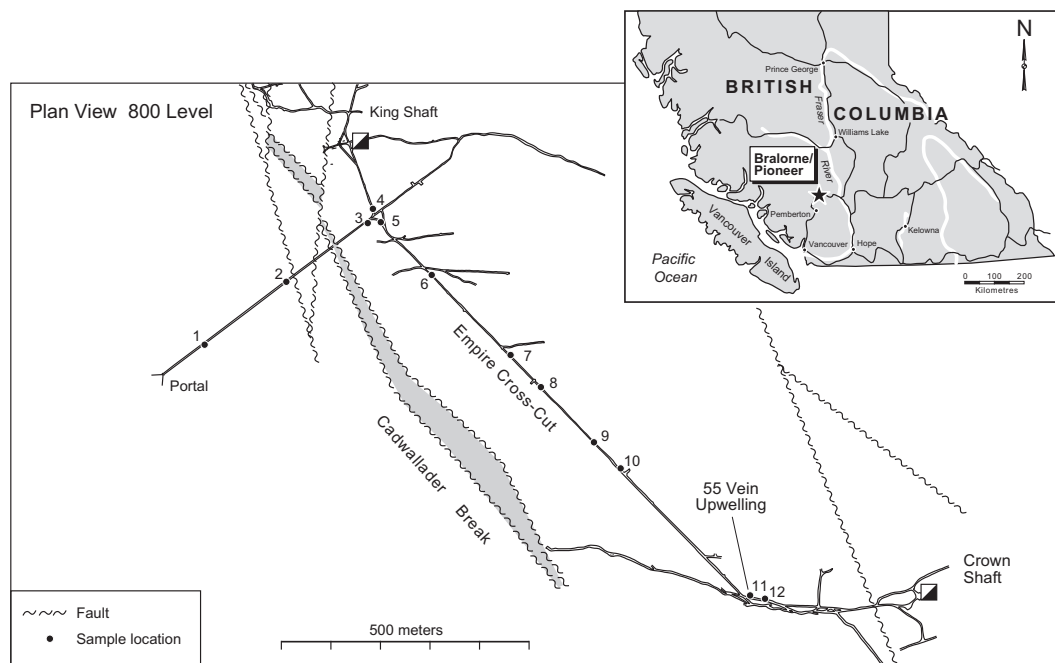 Plan View 800 Level
King Shaft
4
3
5
2
6
1
Portal
7
8
Empire Cross-Cut
9
10
Cadwallader
Break
55 Vein
Upwelling
11
12
Crown
Shaft
Fault
Sample location
500 meters
N
Prince George
BRITISH
COLUMBIA
Fraser
Williams Lake
Bralorne/
Pioneer
River
Pemberton
Kelowna
Vancouver
Island
Vancouver
Hope
Pacific
Ocean
0 100 200
Kilometres